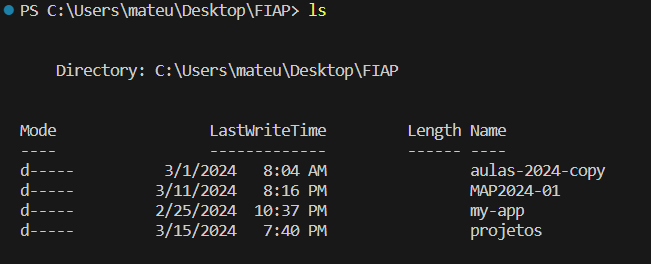 PS C:\Users\mateu\Desktop\FIAP> ls
Directory: C:\Users\mateu\Desktop\FIAP
Mode                 LastWriteTime         Length Name
----                 -------------         ------ ----
d-----          3/1/2024   8:04 AM                aulas-2024-copy
d-----         3/11/2024   8:16 PM                MAP2024-01
d-----         2/25/2024  10:37 PM                my-app
d-----         3/15/2024   7:40 PM                projetos